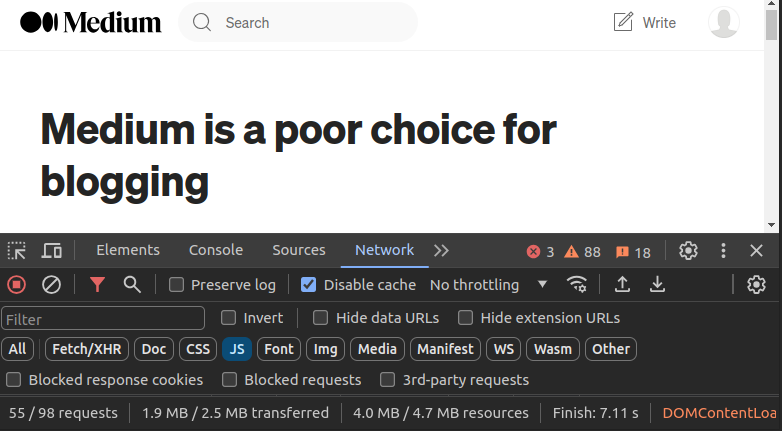 Medium Search Write
Medium is a poor choice for
blogging
Elements Console Sources Network 3 88 18
Preserve log Disable cache No throttling
Filter Invert Hide data URLs Hide extension URLs
All Fetch/XHR Doc CSS JS Font Img Media Manifest WS Wasm Other
Blocked response cookies Blocked requests 3rd-party requests
55 / 98 requests 1.9 MB / 2.5 MB transferred 4.0 MB / 4.7 MB resources Finish: 7.11 s DOMContentLoa